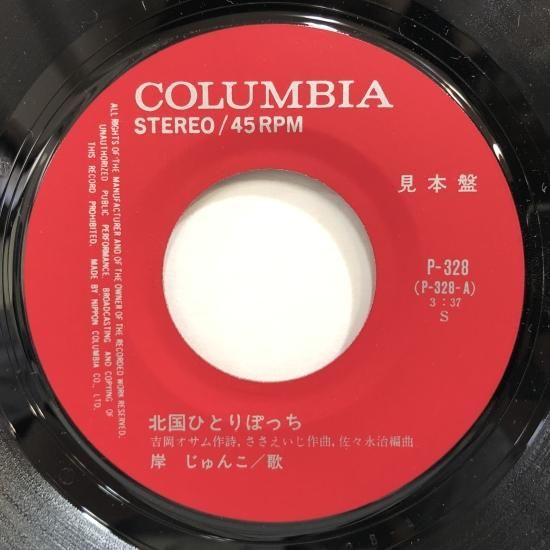 COLUMBIA
STEREO/45RPM
見本盤
P-328
(P-328-A)
3:37
S
ALL RIGHTS OF THE MANUFACTURER AND OF THE OWNER OF THE RECORDED WORK RESERVED.
UNAUTHORIZED PUBLIC PERFORMANCE, BROADCASTING AND COPYING OF
THIS RECORD PROHIBITED. MADE BY NIPPON COLUMBIA CO., LTD.
北国ひとりぽっち
吉岡オサム作詩,ささえいじ作曲,佐々永治編曲
岸 じゅんこ/歌